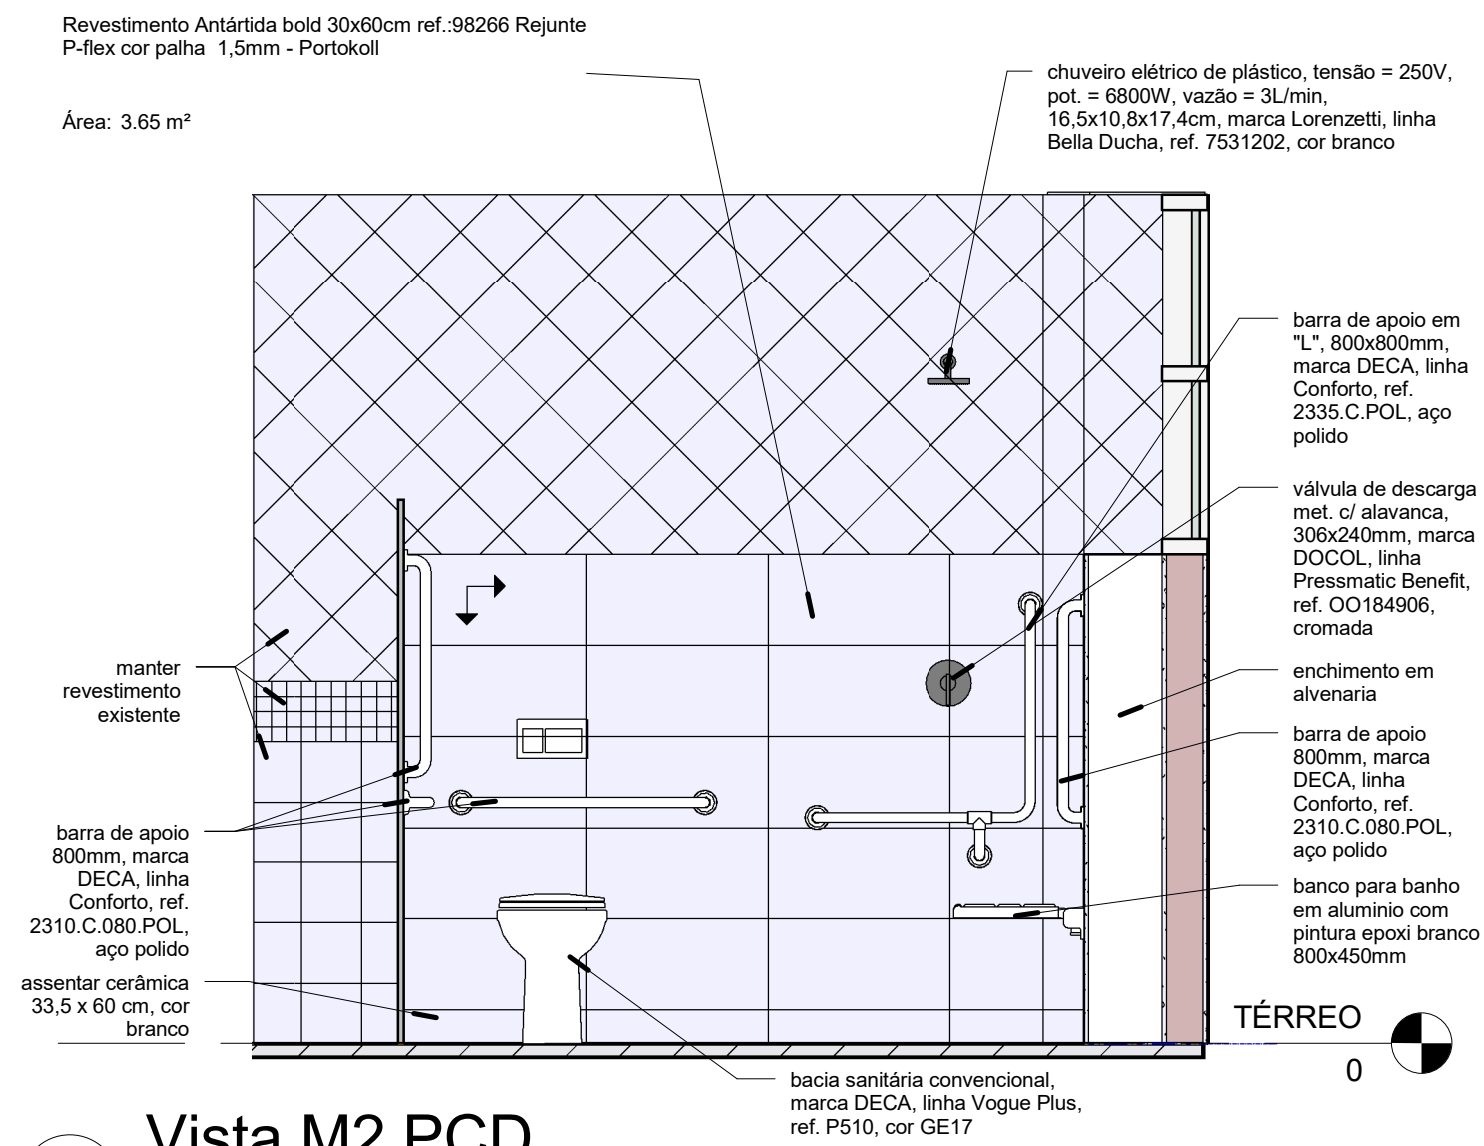 Revestimento Antártida bold 30x60cm ref.:98266 Rejunte
P-flex cor palha 1,5mm - Portokoll
Área: 3.65 m²
chuveiro elétrico de plástico, tensão = 250V,
pot. = 6800W, vazão = 3L/min,
16,5x10,8x17,4cm, marca Lorenzetti, linha
Bella Ducha, ref. 7531202, cor branco
barra de apoio em
"L", 800x800mm,
marca DECA, linha
Conforto, ref.
2335.C.POL, aço
polido
válvula de descarga
met. c/ alavanca,
306x240mm, marca
DOCOL, linha
Pressmatic Benefit,
ref. OO184906,
cromada
manter
revestimento
existente
enchimento em
alvenaria
barra de apoio
800mm, marca
DECA, linha
Conforto, ref.
2310.C.080.POL,
aço polido
barra de apoio
800mm, marca
DECA, linha
Conforto, ref.
2310.C.080.POL,
aço polido
banco para banho
em aluminio com
pintura epoxi branco
800x450mm
assentar cerâmica
33,5 x 60 cm, cor
branco
TÉRREO
0
bacia sanitária convencional,
marca DECA, linha Vogue Plus,
ref. P510, cor GE17
Vista M2 PCD